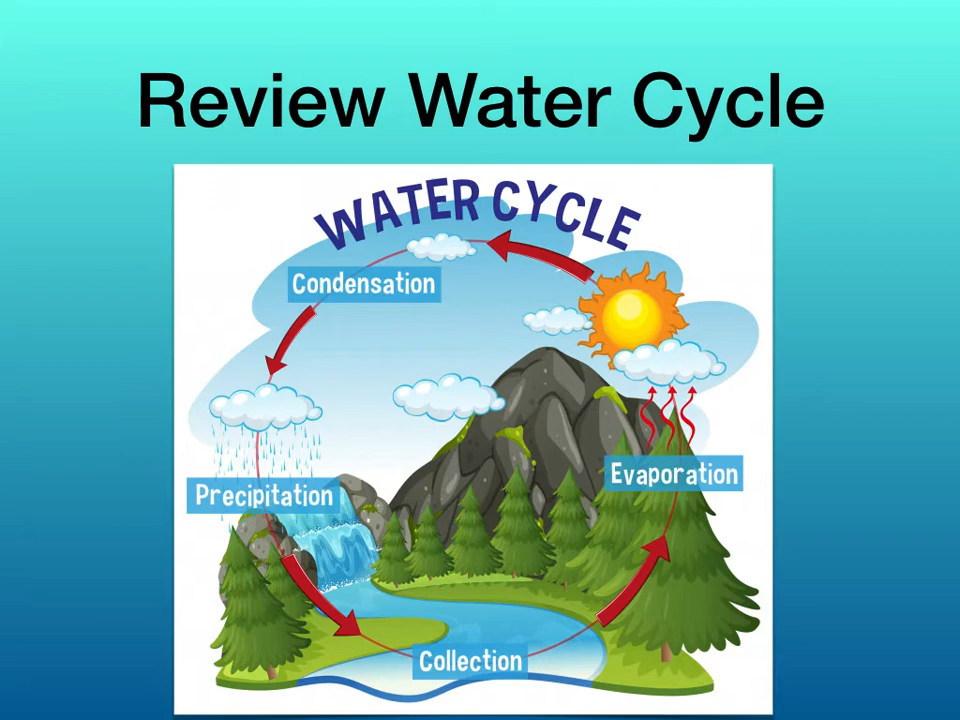 Review Water Cycle
WATER CYCLE
Condensation
Precipitation
Evaporation
Collection